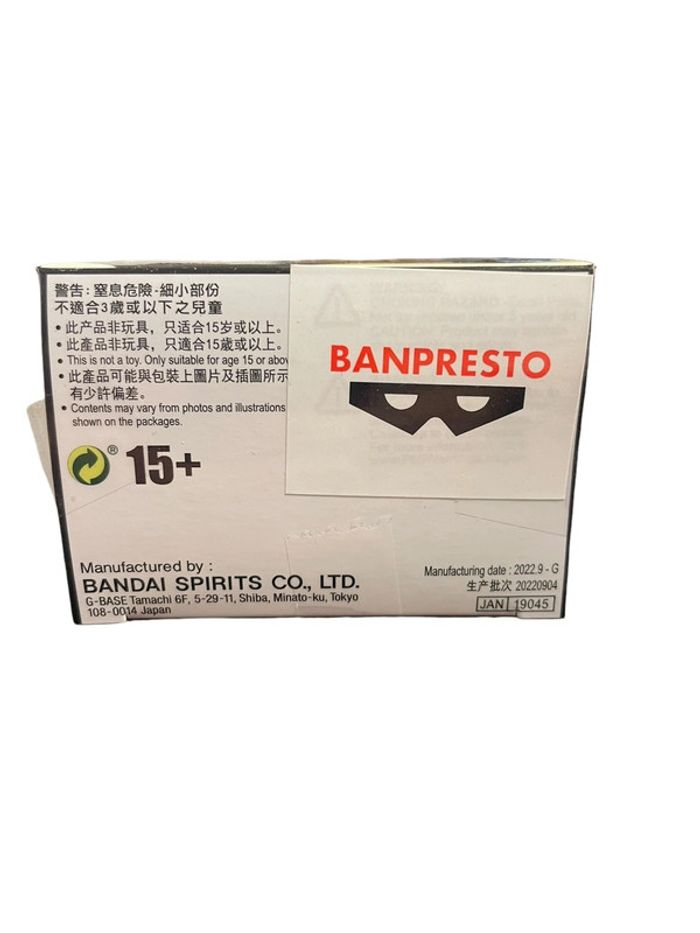 警告: 窒息危險-細小部份
不適合3歲或以下之兒童
• 此产品非玩具，只适合15岁或以上。
• 此產品非玩具，只適合15歲或以上。
• This is not a toy. Only suitable for age 15 or abov
• 此產品可能與包裝上圖片及插圖所示
有少許偏差。
• Contents may vary from photos and illustrations
shown on the packages.
® 15+
BANPRESTO
Manufactured by :
BANDAI SPIRITS CO., LTD.
G-BASE Tamachi 6F, 5-29-11, Shiba, Minato-ku, Tokyo
108-0014 Japan
Manufacturing date : 2022.9 - G
生产批次 20220904
JAN 19045